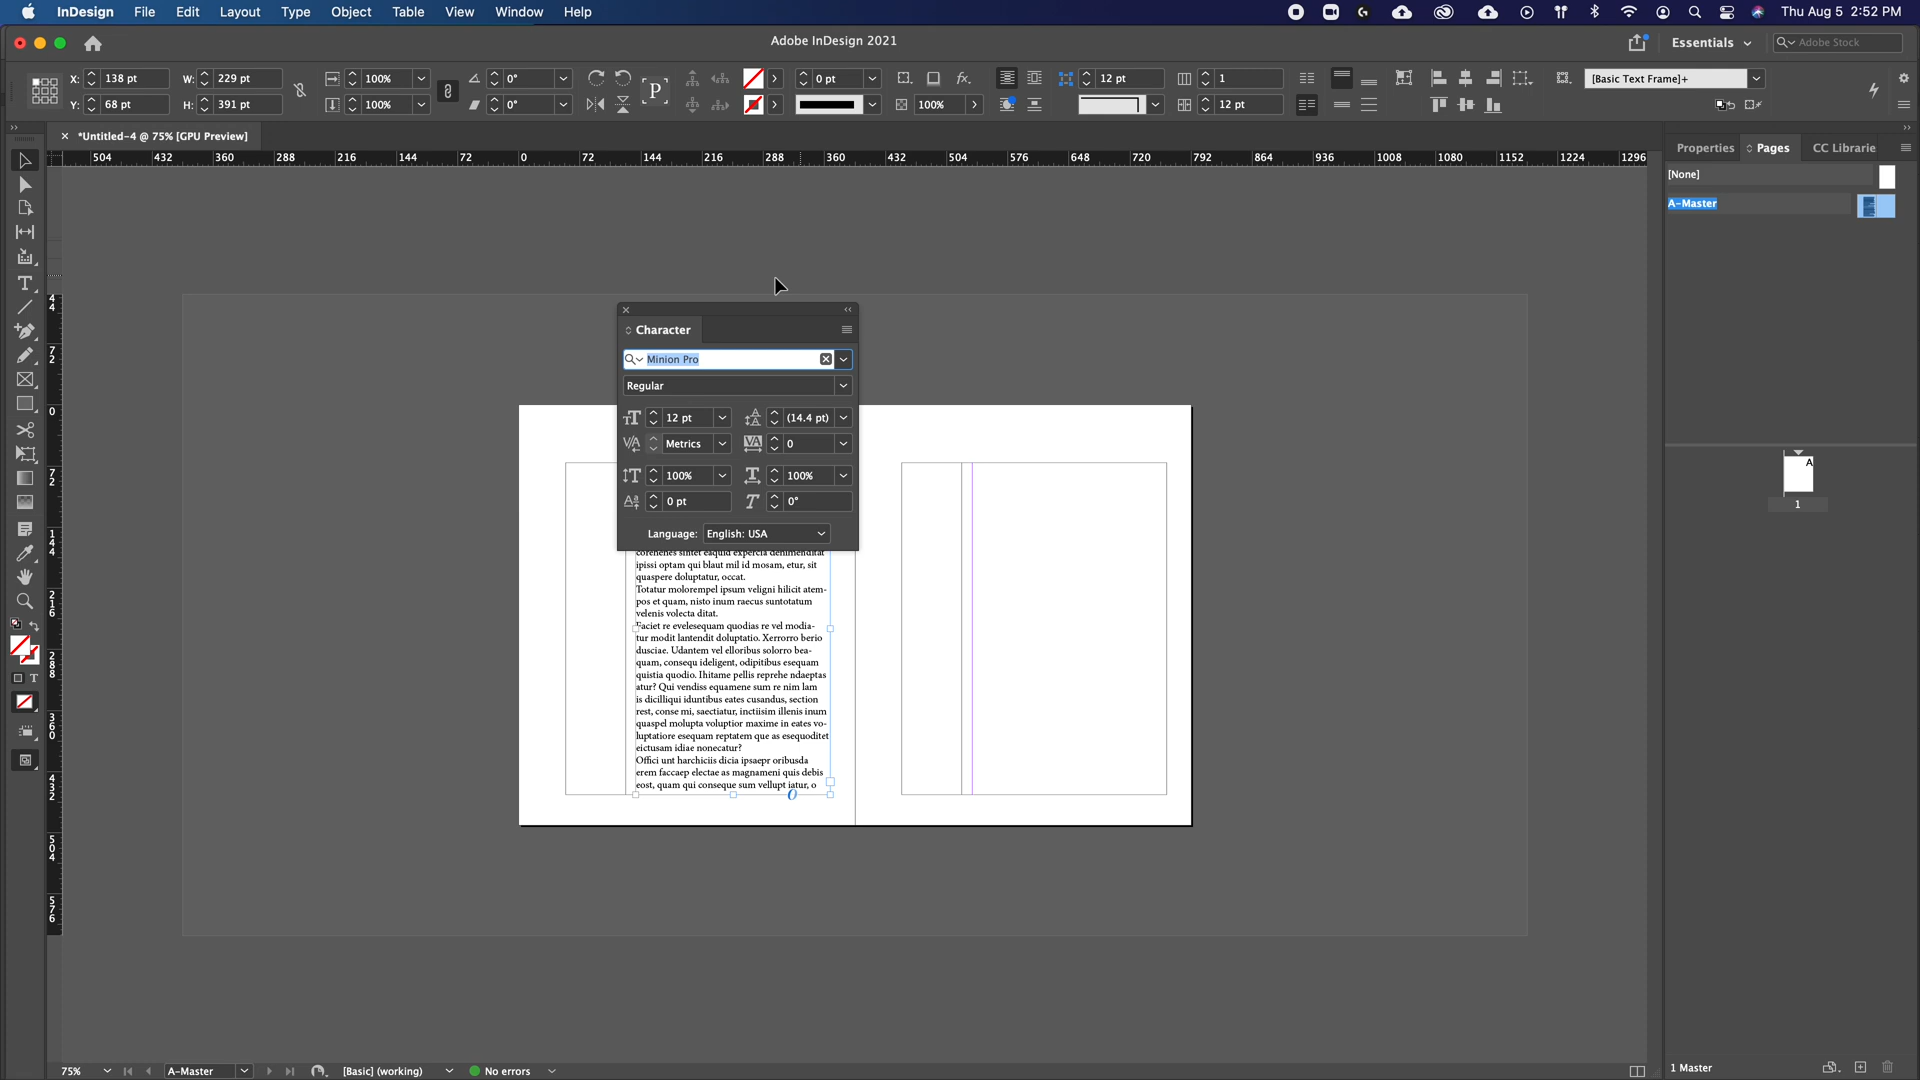 InDesign File Edit Layout Type Object Table View Window Help Thu Aug 5 2:52 PM
Adobe InDesign 2021 Essentials Adobe Stock
X: 138 pt W: 229 pt 100% 0° 0 pt 12 pt 1 [Basic Text Frame]+
Y: 68 pt H: 391 pt 100% 0° P 100% 12 pt
*Untitled-4 @ 75% [GPU Preview]
504 432 360 288 216 144 72 0 72 144 216 288 360 432 504 576 648 720 792 864 936 1008 1080 1152 1224 1296
Properties Pages CC Librarie
[None]
A-Master
Character
Minion Pro
Regular
12 pt (14.4 pt)
Metrics 0
100% 100%
0 pt 0°
Language: English: USA
corehenes sintet eaquid expercia denimenditat
ipissi optam qui blaut mil id mosam, etur, sit
quaspere doluptatur, occat.
Totatur molorempel ipsum veligni hilicit atem-
pos et quam, nisto inum raecus suntotatum
velenis volecta ditat.
Faciet re evelesequam quodias re vel modia-
tur modit lantendit doluptatio. Xerrorro berio
dusciae. Udantem vel elloribus solorro bea-
quam, consequ ideligent, odipitibus esequam
quistia quodio. Ihitame pellis reprehe ndaeptas
atur? Qui vendiss equamene sum re nim lam
is dicilliqui iduntibus eates cusandus, section
rest, conse mi, saectiatur, inctiisim illenis inum
quaspel molupta voluptior maxime in eates vo-
luptatiore esequam reptatem que as esequoditet
eictusam idiae nonecatur?
Offici unt harchiciis dicia ipsaepr oribusda
erem faccaep electae as magnameni quis debis
eost, quam qui conseque sum vellupt iatur, o
A
1
75% A-Master [Basic] (working) No errors 1 Master